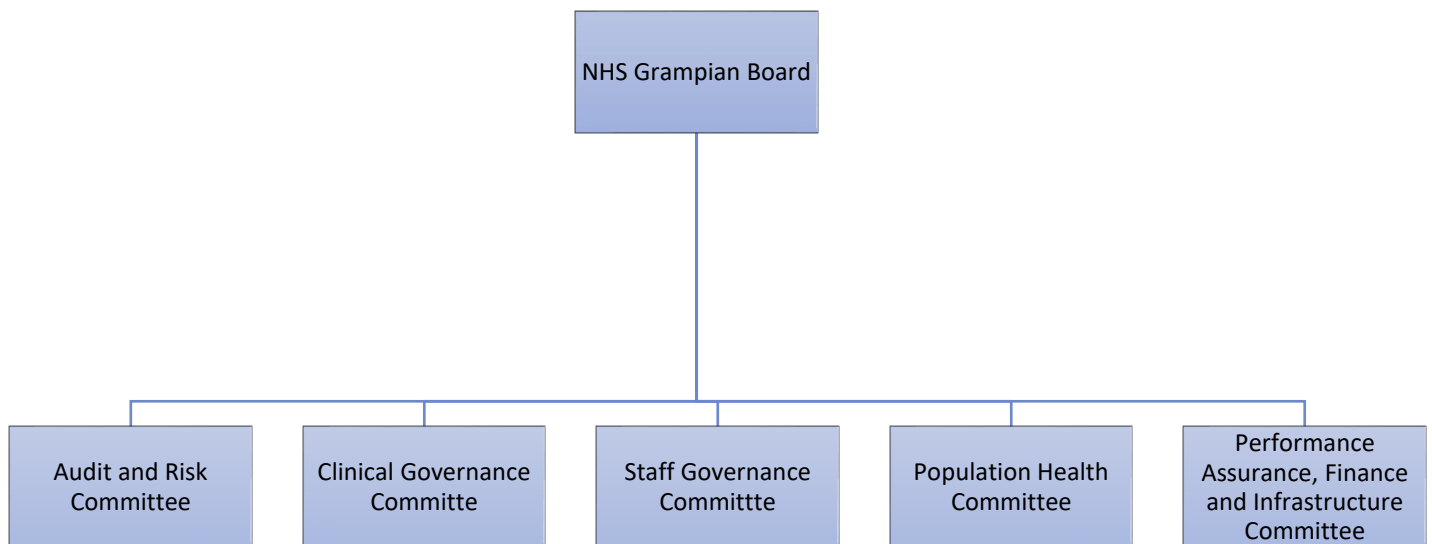 NHS Grampian Board
Audit and Risk
Committee
Clinical Governance
Committe
Staff Governance
Committtte
Population Health
Committee
Performance
Assurance, Finance
and Infrastructure
Committee